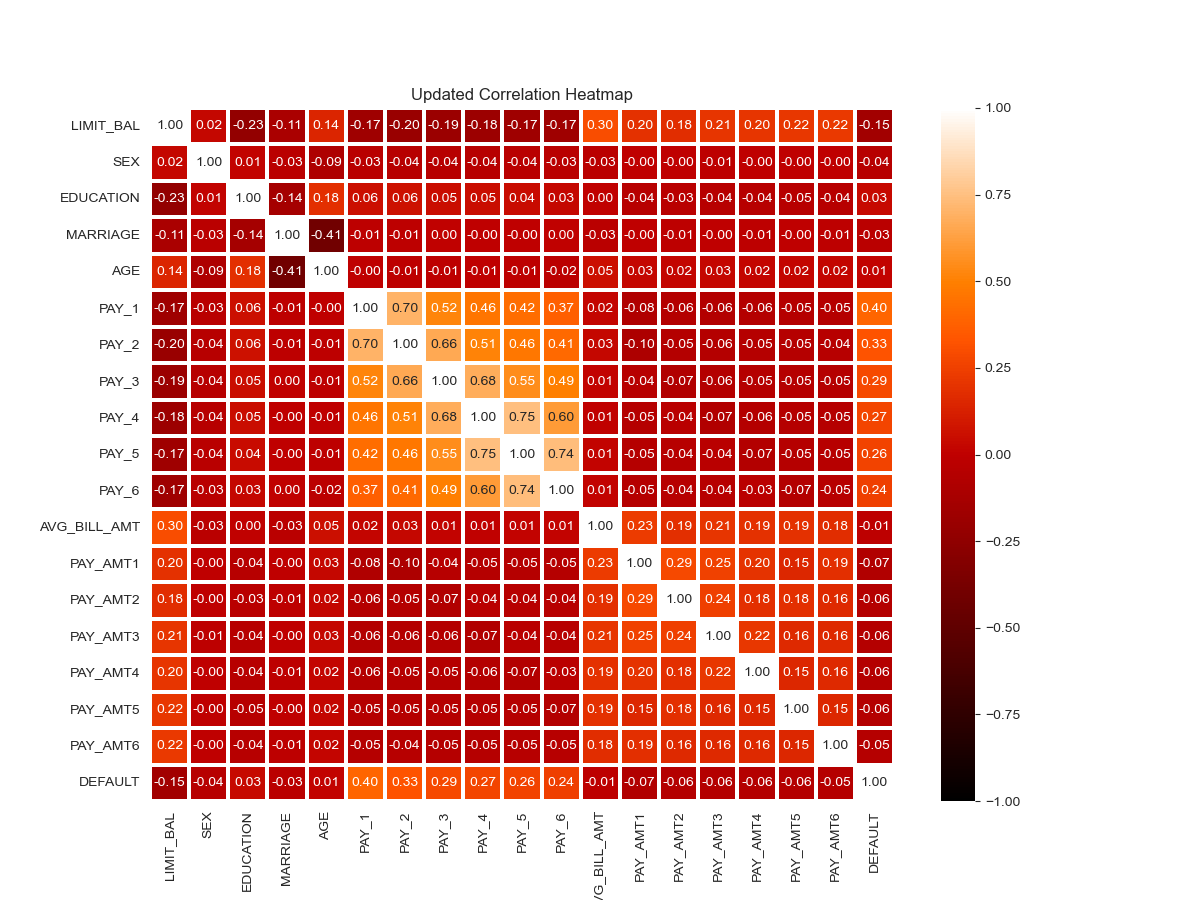 Updated Correlation Heatmap
LIMIT_BAL 1.00 0.02 -0.23 -0.11 0.14 -0.17 -0.20 -0.19 -0.18 -0.17 -0.17 0.30 0.20 0.18 0.21 0.20 0.22 0.22 -0.15
SEX 0.02 1.00 0.01 -0.03 -0.09 -0.03 -0.04 -0.04 -0.04 -0.04 -0.03 -0.03 -0.00 -0.00 -0.01 -0.00 -0.00 -0.00 -0.04
EDUCATION -0.23 0.01 1.00 -0.14 0.18 0.06 0.06 0.05 0.05 0.04 0.03 0.00 -0.04 -0.03 -0.04 -0.04 -0.05 -0.04 0.03
MARRIAGE -0.11 -0.03 -0.14 1.00 -0.41 -0.01 -0.01 0.00 -0.00 -0.00 0.00 -0.03 -0.00 -0.01 -0.00 -0.01 -0.00 -0.01 -0.03
AGE 0.14 -0.09 0.18 -0.41 1.00 -0.00 -0.01 -0.01 -0.01 -0.01 -0.02 0.05 0.03 0.02 0.03 0.02 0.02 0.02 0.01
PAY_1 -0.17 -0.03 0.06 -0.01 -0.00 1.00 0.70 0.52 0.46 0.42 0.37 0.02 -0.08 -0.06 -0.06 -0.06 -0.05 -0.05 0.40
PAY_2 -0.20 -0.04 0.06 -0.01 -0.01 0.70 1.00 0.66 0.51 0.46 0.41 0.03 -0.10 -0.05 -0.06 -0.05 -0.05 -0.04 0.33
PAY_3 -0.19 -0.04 0.05 0.00 -0.01 0.52 0.66 1.00 0.68 0.55 0.49 0.01 -0.04 -0.07 -0.06 -0.05 -0.05 -0.05 0.29
PAY_4 -0.18 -0.04 0.05 -0.00 -0.01 0.46 0.51 0.68 1.00 0.75 0.60 0.01 -0.05 -0.04 -0.07 -0.06 -0.05 -0.05 0.27
PAY_5 -0.17 -0.04 0.04 -0.00 -0.01 0.42 0.46 0.55 0.75 1.00 0.74 0.01 -0.05 -0.04 -0.04 -0.07 -0.05 -0.05 0.26
PAY_6 -0.17 -0.03 0.03 0.00 -0.02 0.37 0.41 0.49 0.60 0.74 1.00 0.01 -0.05 -0.04 -0.04 -0.03 -0.07 -0.05 0.24
AVG_BILL_AMT 0.30 -0.03 0.00 -0.03 0.05 0.02 0.03 0.01 0.01 0.01 0.01 1.00 0.23 0.19 0.21 0.19 0.19 0.18 -0.01
PAY_AMT1 0.20 -0.00 -0.04 -0.00 0.03 -0.08 -0.10 -0.04 -0.05 -0.05 -0.05 0.23 1.00 0.29 0.25 0.20 0.15 0.19 -0.07
PAY_AMT2 0.18 -0.00 -0.03 -0.01 0.02 -0.06 -0.05 -0.07 -0.04 -0.04 -0.04 0.19 0.29 1.00 0.24 0.18 0.18 0.16 -0.06
PAY_AMT3 0.21 -0.01 -0.04 -0.00 0.03 -0.06 -0.06 -0.06 -0.07 -0.04 -0.04 0.21 0.25 0.24 1.00 0.22 0.16 0.16 -0.06
PAY_AMT4 0.20 -0.00 -0.04 -0.01 0.02 -0.06 -0.05 -0.05 -0.06 -0.07 -0.03 0.19 0.20 0.18 0.22 1.00 0.15 0.16 -0.06
PAY_AMT5 0.22 -0.00 -0.05 -0.00 0.02 -0.05 -0.05 -0.05 -0.05 -0.05 -0.07 0.19 0.15 0.18 0.16 0.15 1.00 0.15 -0.06
PAY_AMT6 0.22 -0.00 -0.04 -0.01 0.02 -0.05 -0.04 -0.05 -0.05 -0.05 -0.05 0.18 0.19 0.16 0.16 0.16 0.15 1.00 -0.05
DEFAULT -0.15 -0.04 0.03 -0.03 0.01 0.40 0.33 0.29 0.27 0.26 0.24 -0.01 -0.07 -0.06 -0.06 -0.06 -0.06 -0.05 1.00
LIMIT_BAL SEX EDUCATION MARRIAGE AGE PAY_1 PAY_2 PAY_3 PAY_4 PAY_5 PAY_6 VG_BILL_AMT PAY_AMT1 PAY_AMT2 PAY_AMT3 PAY_AMT4 PAY_AMT5 PAY_AMT6 DEFAULT
1.00
0.75
0.50
0.25
0.00
−0.25
−0.50
−0.75
−1.00